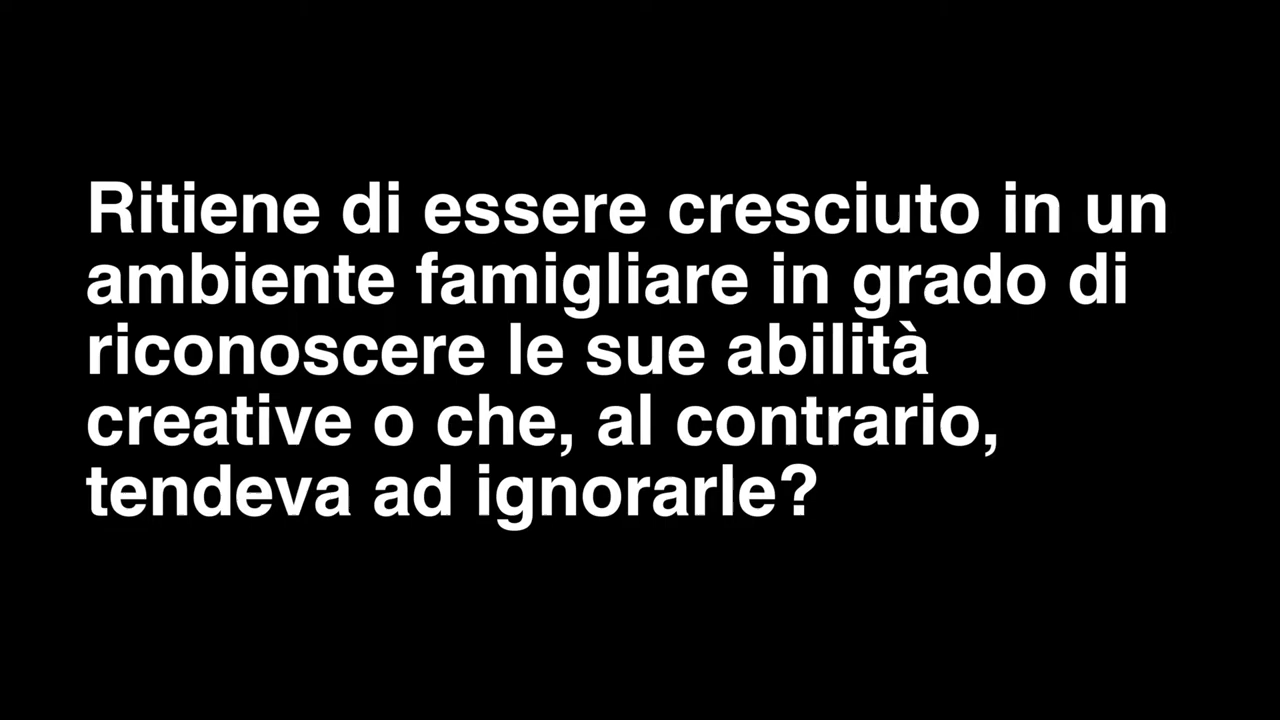 Ritiene di essere cresciuto in un
ambiente famigliare in grado di
riconoscere le sue abilità
creative o che, al contrario,
tendeva ad ignorarle?